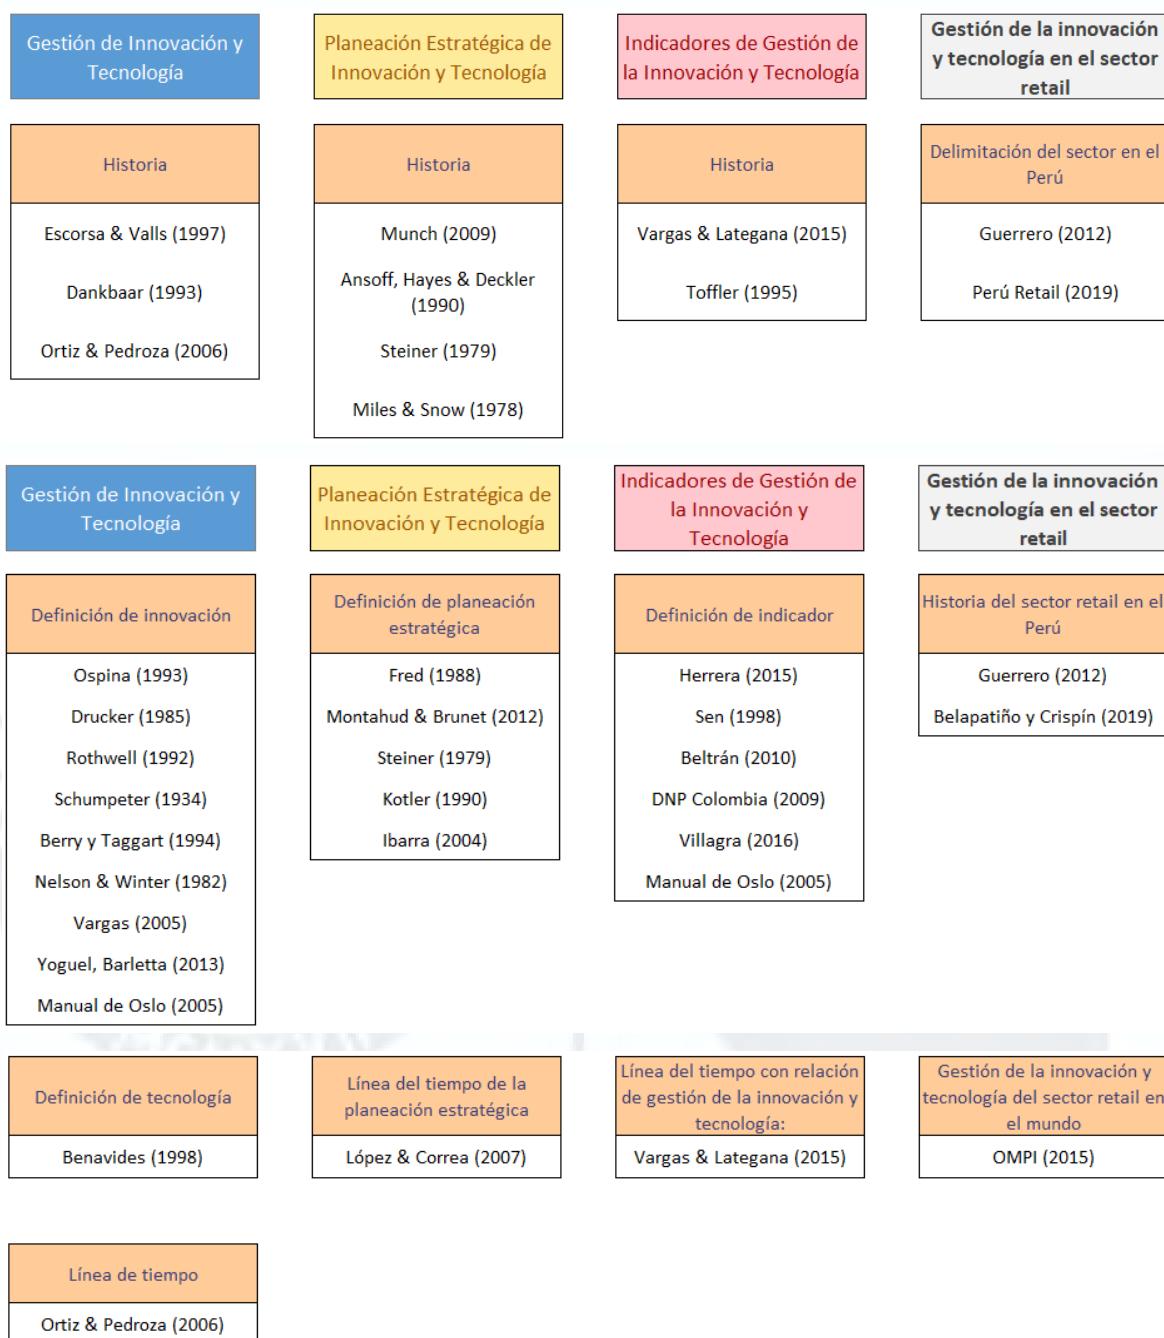 Gestión de Innovación y
Tecnología
Planeación Estratégica de
Innovación y Tecnología
Indicadores de Gestión de
la Innovación y Tecnología
Gestión de la innovación
y tecnología en el sector
retail
Historia
Escorsa & Valls (1997)
Dankbaar (1993)
Ortiz & Pedroza (2006)
Historia
Munch (2009)
Ansoff, Hayes & Deckler
(1990)
Steiner (1979)
Miles & Snow (1978)
Historia
Vargas & Lategana (2015)
Toffler (1995)
Delimitación del sector en el
Perú
Guerrero (2012)
Perú Retail (2019)
Gestión de Innovación y
Tecnología
Planeación Estratégica de
Innovación y Tecnología
Indicadores de Gestión de
la Innovación y
Tecnología
Gestión de la innovación
y tecnología en el sector
retail
Definición de innovación
Ospina (1993)
Drucker (1985)
Rothwell (1992)
Schumpeter (1934)
Berry y Taggart (1994)
Nelson & Winter (1982)
Vargas (2005)
Yoguel, Barletta (2013)
Manual de Oslo (2005)
Definición de planeación
estratégica
Fred (1988)
Montahud & Brunet (2012)
Steiner (1979)
Kotler (1990)
Ibarra (2004)
Definición de indicador
Herrera (2015)
Sen (1998)
Beltrán (2010)
DNP Colombia (2009)
Villagra (2016)
Manual de Oslo (2005)
Historia del sector retail en el
Perú
Guerrero (2012)
Belapatiño y Crispín (2019)
Definición de tecnología
Benavides (1998)
Línea del tiempo de la
planeación estratégica
López & Correa (2007)
Línea del tiempo con relación
de gestión de la innovación y
tecnología:
Vargas & Lategana (2015)
Gestión de la innovación y
tecnología del sector retail en
el mundo
OMPI (2015)
Línea de tiempo
Ortiz & Pedroza (2006)